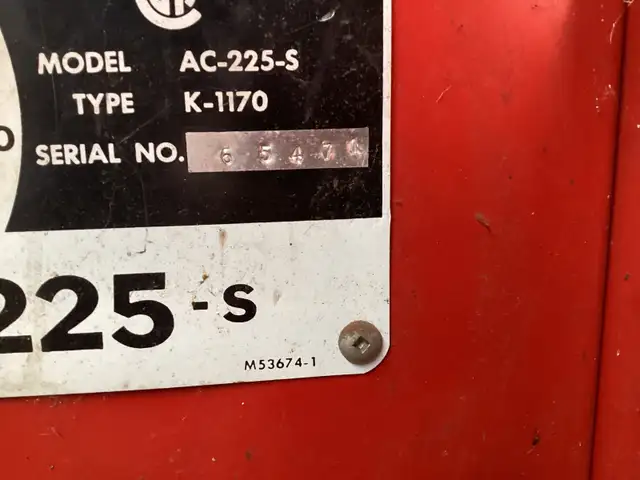 MODEL AC-225-S
TYPE K-1170
SERIAL NO. 6547
225-S
M53674-1